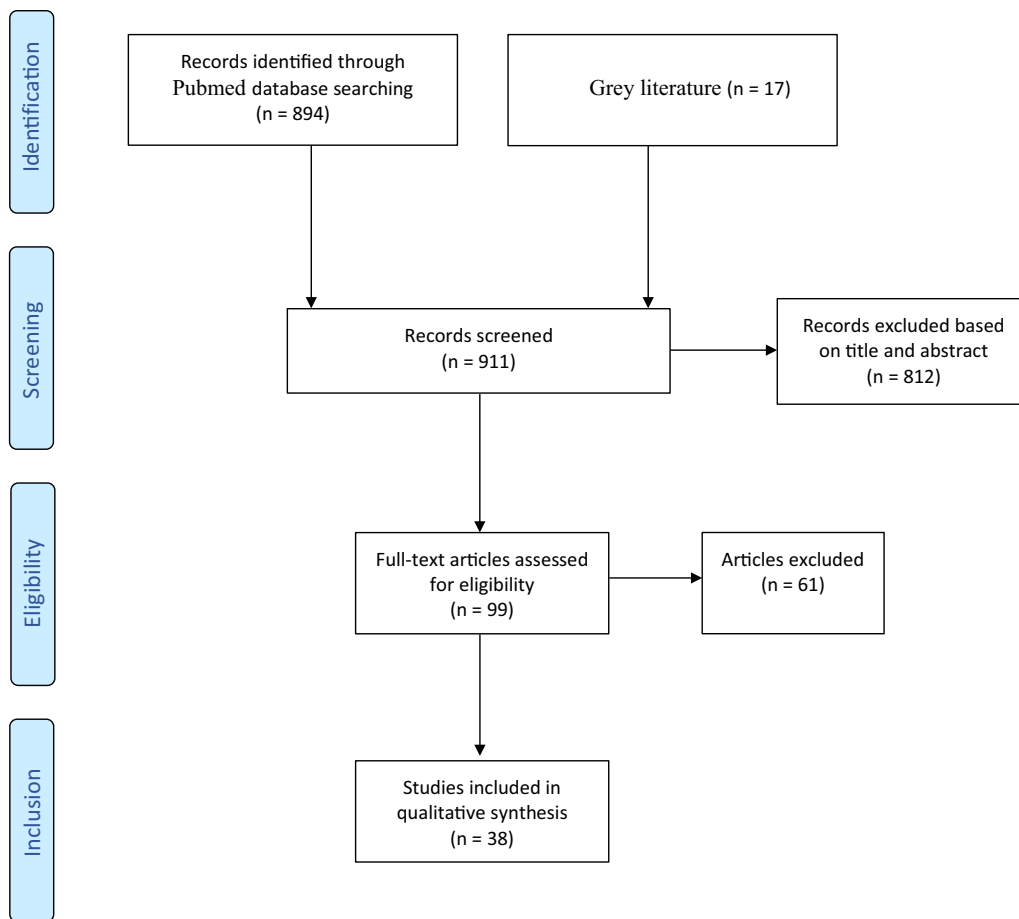 Identification
Records identified through
Pubmed database searching
(n = 894)
Grey literature (n = 17)
Screening
Records screened
(n = 911)
Records excluded based
on title and abstract
(n = 812)
Eligibility
Full-text articles assessed
for eligibility
(n = 99)
Articles excluded
(n = 61)
Inclusion
Studies included in
qualitative synthesis
(n = 38)